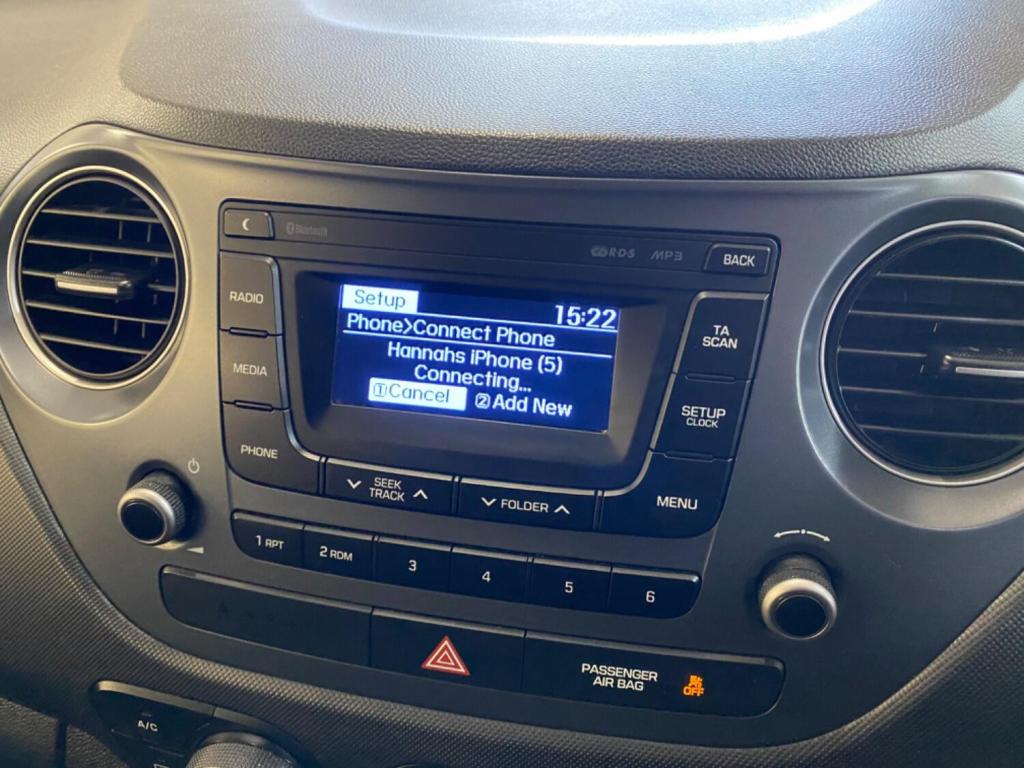 Bluetooth
RDS MP3
BACK
RADIO
MEDIA
PHONE
Setup
15:22
Phone>Connect Phone
Hannahs iPhone (5)
Connecting...
①Cancel ②Add New
TA
SCAN
SETUP
CLOCK
MENU
SEEK
TRACK
FOLDER
1 RPT
2 RDM
3
4
5
6
PASSENGER
AIR BAG
OFF
A/C